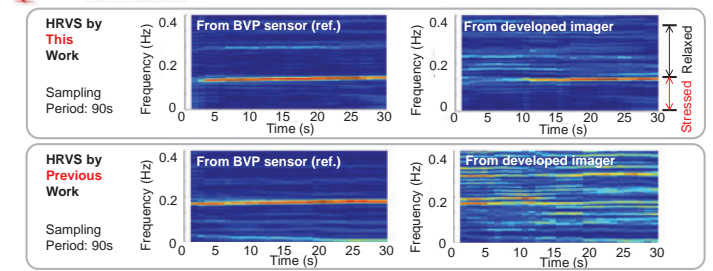 HRVS by
This
Work
Sampling
Period: 90s
Frequency (Hz)
0.4
0.2
0
From BVP sensor (ref.)
0 5 10 15 20 25 30
Time (s)
Frequency (Hz)
0.4
0.2
0
From developed imager
0 5 10 15 20 25 30
Time (s)
Relaxed
Stressed
HRVS by
Previous
Work
Sampling
Period: 90s
Frequency (Hz)
0.4
0.2
0
From BVP sensor (ref.)
0 5 10 15 20 25 30
Time (s)
Frequency (Hz)
0.4
0.2
0
From developed imager
0 5 10 15 20 25 30
Time (s)